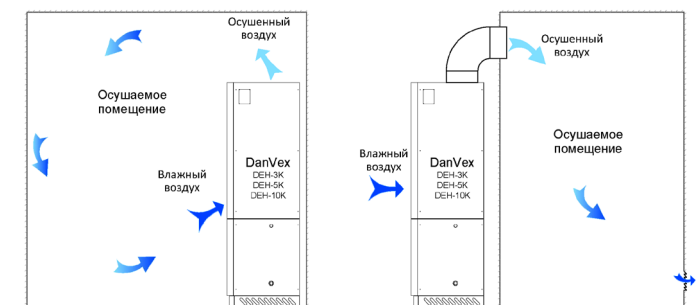 Осушенный
воздух
Осушаемое
помещение
Влажный
воздух
DanVex
DEH-3K
DEH-5K
DEH-10K
Осушенный
воздух
Осушаемое
помещение
Влажный
воздух
DanVex
DEH-3K
DEH-5K
DEH-10K